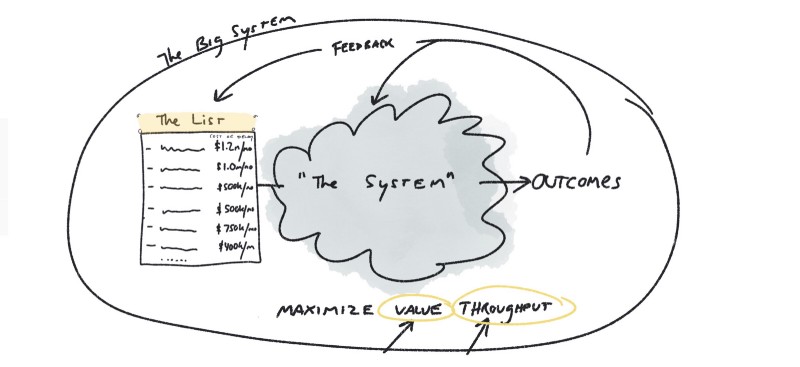 The Big System
FEEDBACK
The List
COST OF DELAY
- $1.2m/mo
- $1.0m/mo
- $500k/mo
- $500k/mo
- $750k/mo
- $400k/m
......
"The System"
OUTCOMES
MAXIMIZE VALUE THROUGHPUT